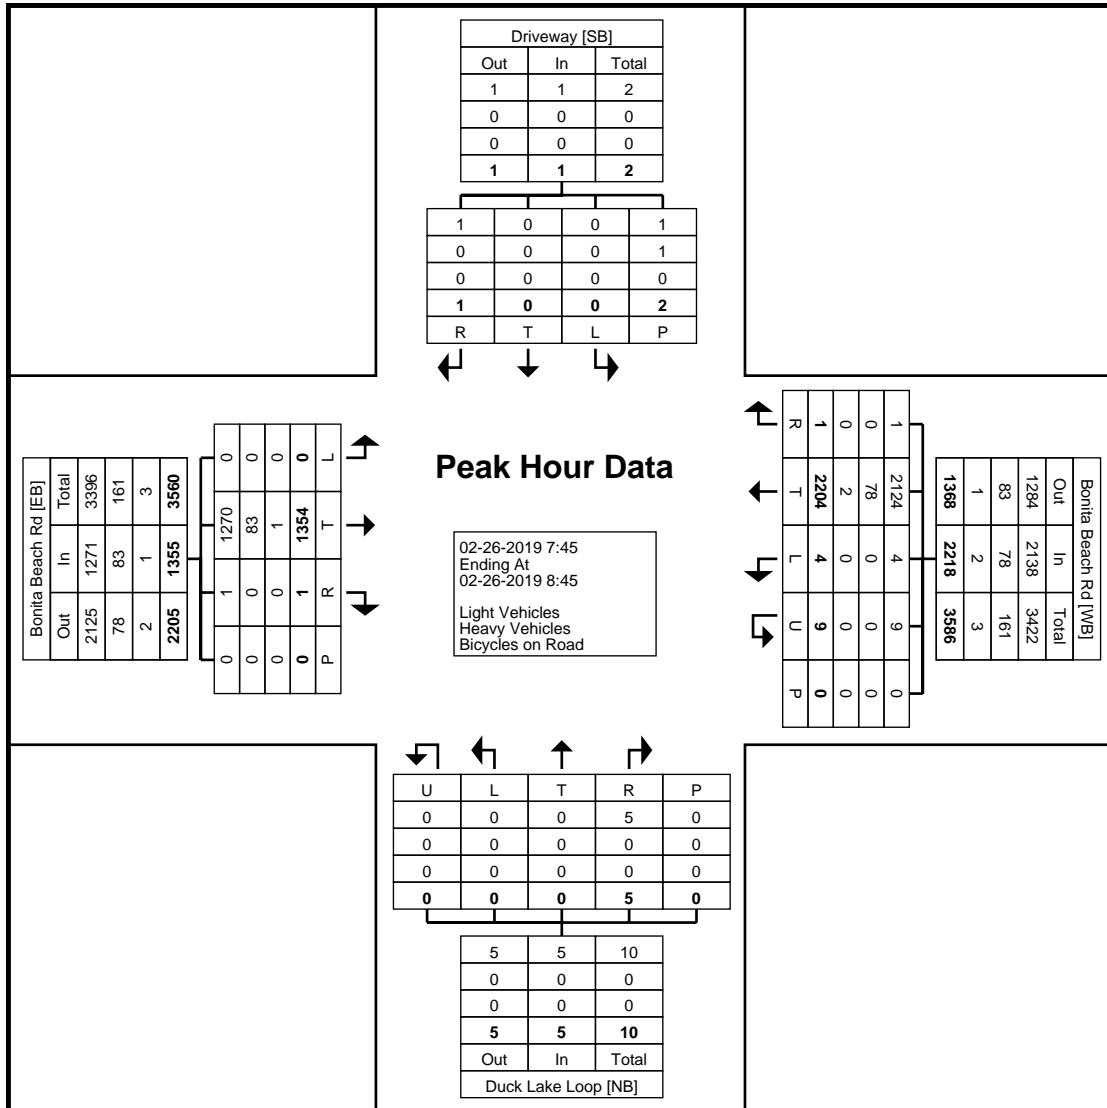 Driveway [SB]
Out In Total
1 1 2
0 0 0
0 0 0
1 1 2
1 0 0 1
0 0 0 1
0 0 0 0
1 0 0 2
R T L P
Bonita Beach Rd [EB]
Out In Total
2125 1271 3396
78 83 161
2 1 3
2205 1355 3560
0 1270 1 0
0 83 0 0
0 1 0 0
0 1354 1 0
L T R P
Peak Hour Data
02-26-2019 7:45
Ending At
02-26-2019 8:45
Light Vehicles
Heavy Vehicles
Bicycles on Road
R T L U P
1 2204 4 9 0
0 2 0 0 0
0 78 0 0 0
1 2124 4 9 0
Bonita Beach Rd [WB]
Out In Total
1284 2138 3422
83 78 161
1 2 3
1368 2218 3586
U L T R P
0 0 0 5 0
0 0 0 0 0
0 0 0 0 0
0 0 0 5 0
5 5 10
0 0 0
0 0 0
5 5 10
Out In Total
Duck Lake Loop [NB]